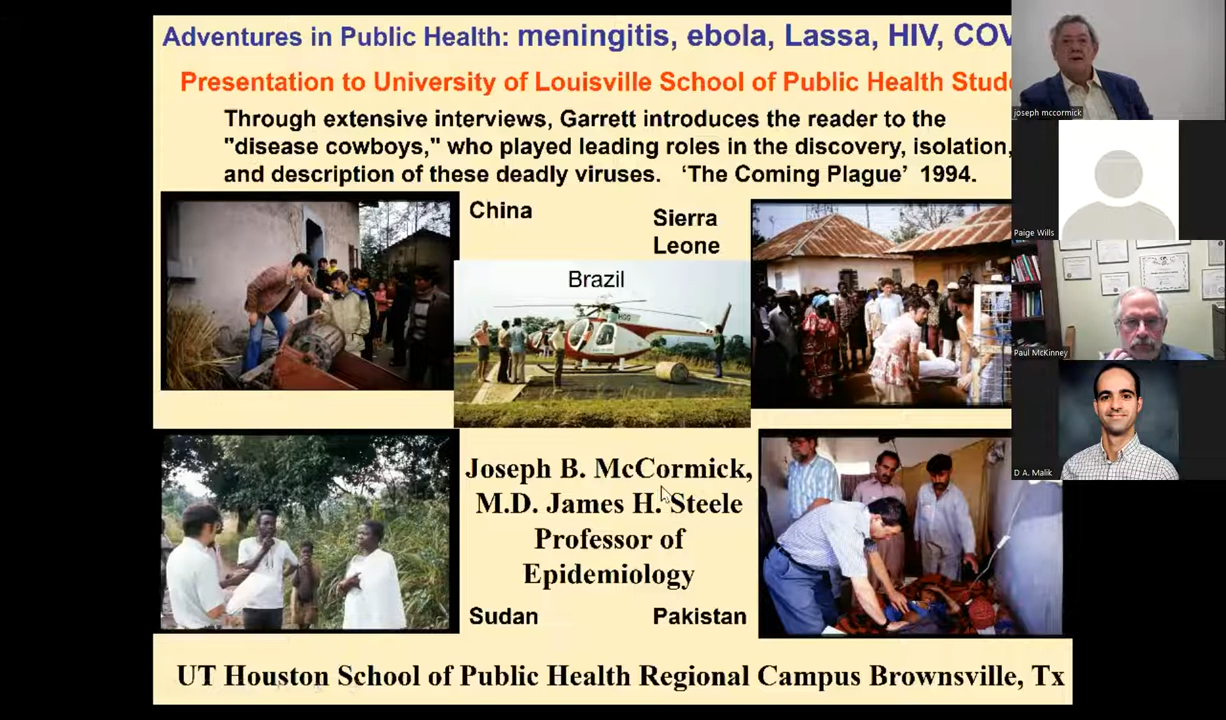 Adventures in Public Health: meningitis, ebola, Lassa, HIV, COV
Presentation to University of Louisville School of Public Health Stude
Through extensive interviews, Garrett introduces the reader to the
"disease cowboys," who played leading roles in the discovery, isolation,
and description of these deadly viruses. 'The Coming Plague' 1994.
China
Sierra
Leone
Brazil
Joseph B. McCormick,
M.D. James H. Steele
Professor of
Epidemiology
Sudan
Pakistan
UT Houston School of Public Health Regional Campus Brownsville, Tx
joseph mccormick
Paige Wills
Paul McKinney
D A. Malik